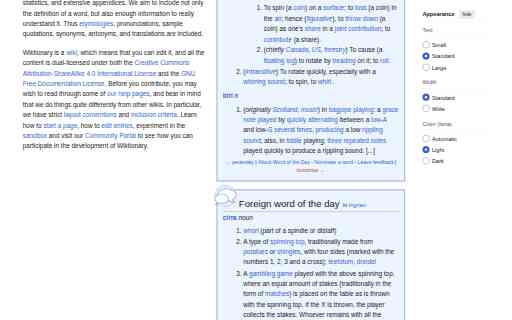 statistics, and extensive appendices. We aim to include not only
the definition of a word, but also enough information to really
understand it. Thus etymologies, pronunciations, sample
quotations, synonyms, antonyms, and translations are included.
Wiktionary is a wiki, which means that you can edit it, and all the
content is dual-licensed under both the Creative Commons
Attribution-ShareAlike 4.0 International License and the GNU
Free Documentation License. Before you contribute, you may
wish to read through some of our help pages, and bear in mind
that we do things quite differently from other wikis. In particular,
we have strict layout conventions and inclusion criteria. Learn
how to start a page, how to edit entries, experiment in the
sandbox and visit our Community Portal to see how you can
participate in the development of Wiktionary.
1. To spin (a coin) on a surface; to toss (a coin) in
the air; hence (figurative), to throw down (a
coin) as one's share in a joint contribution; to
contribute (a share).
2. (chiefly Canada, US, forestry) To cause (a
floating log) to rotate by treading on it; to roll.
2. (intransitive) To rotate quickly, especially with a
whirring sound; to spin, to whirl.
birl n
1. (originally Scotland, music) In bagpipe playing: a grace
note played by quickly alternating between a low-A
and low-G several times, producing a low rippling
sound; also, in fiddle playing: three repeated notes
played quickly to produce a rippling sound. [...]
← yesterday | About Word of the Day • Nominate a word • Leave feedback |
tomorrow →
Foreign word of the day in Ingrian
noun
1. whorl (part of a spindle or distaff)
2. A type of spinning top, traditionally made from
potatoes or shingles, with four sides (marked with the
numbers 1, 2, 3 and a cross); teetotum, dreidel
3. A gambling game played with the above spinning top,
where an equal amount of stakes (traditionally in the
form of matches) is placed on the table as is thrown
with the spinning top. If the X is thrown, the player
collects the stakes. Whoever remains with all the
Appearance hide
Text
Small
Standard
Large
Width
Standard
Wide
Color (beta)
Automatic
Light
Dark